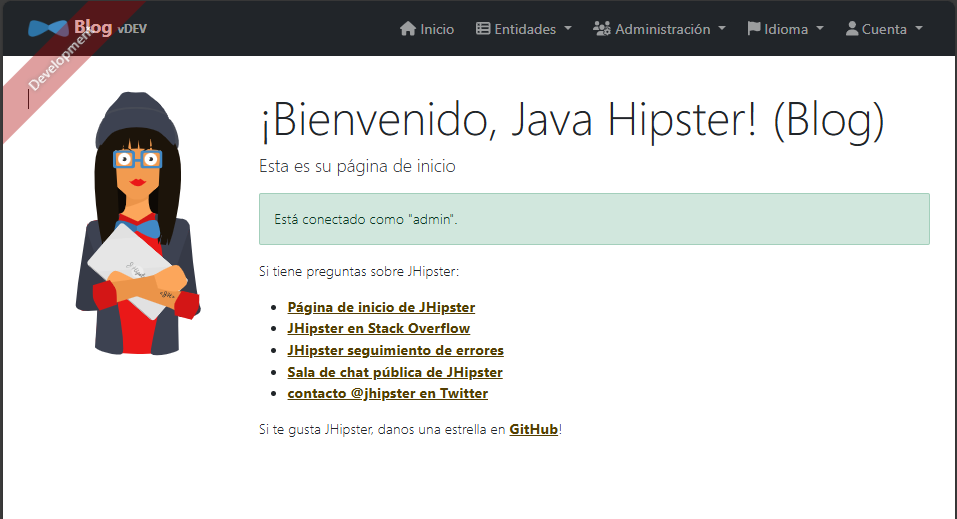 Blog vDEV
Inicio
Entidades
Administración
Idioma
Cuenta
Development
¡Bienvenido, Java Hipster! (Blog)
Esta es su página de inicio
Está conectado como "admin".
Si tiene preguntas sobre JHipster:
Página de inicio de JHipster
JHipster en Stack Overflow
JHipster seguimiento de errores
Sala de chat pública de JHipster
contacto @jhipster en Twitter
Si te gusta JHipster, danos una estrella en GitHub!